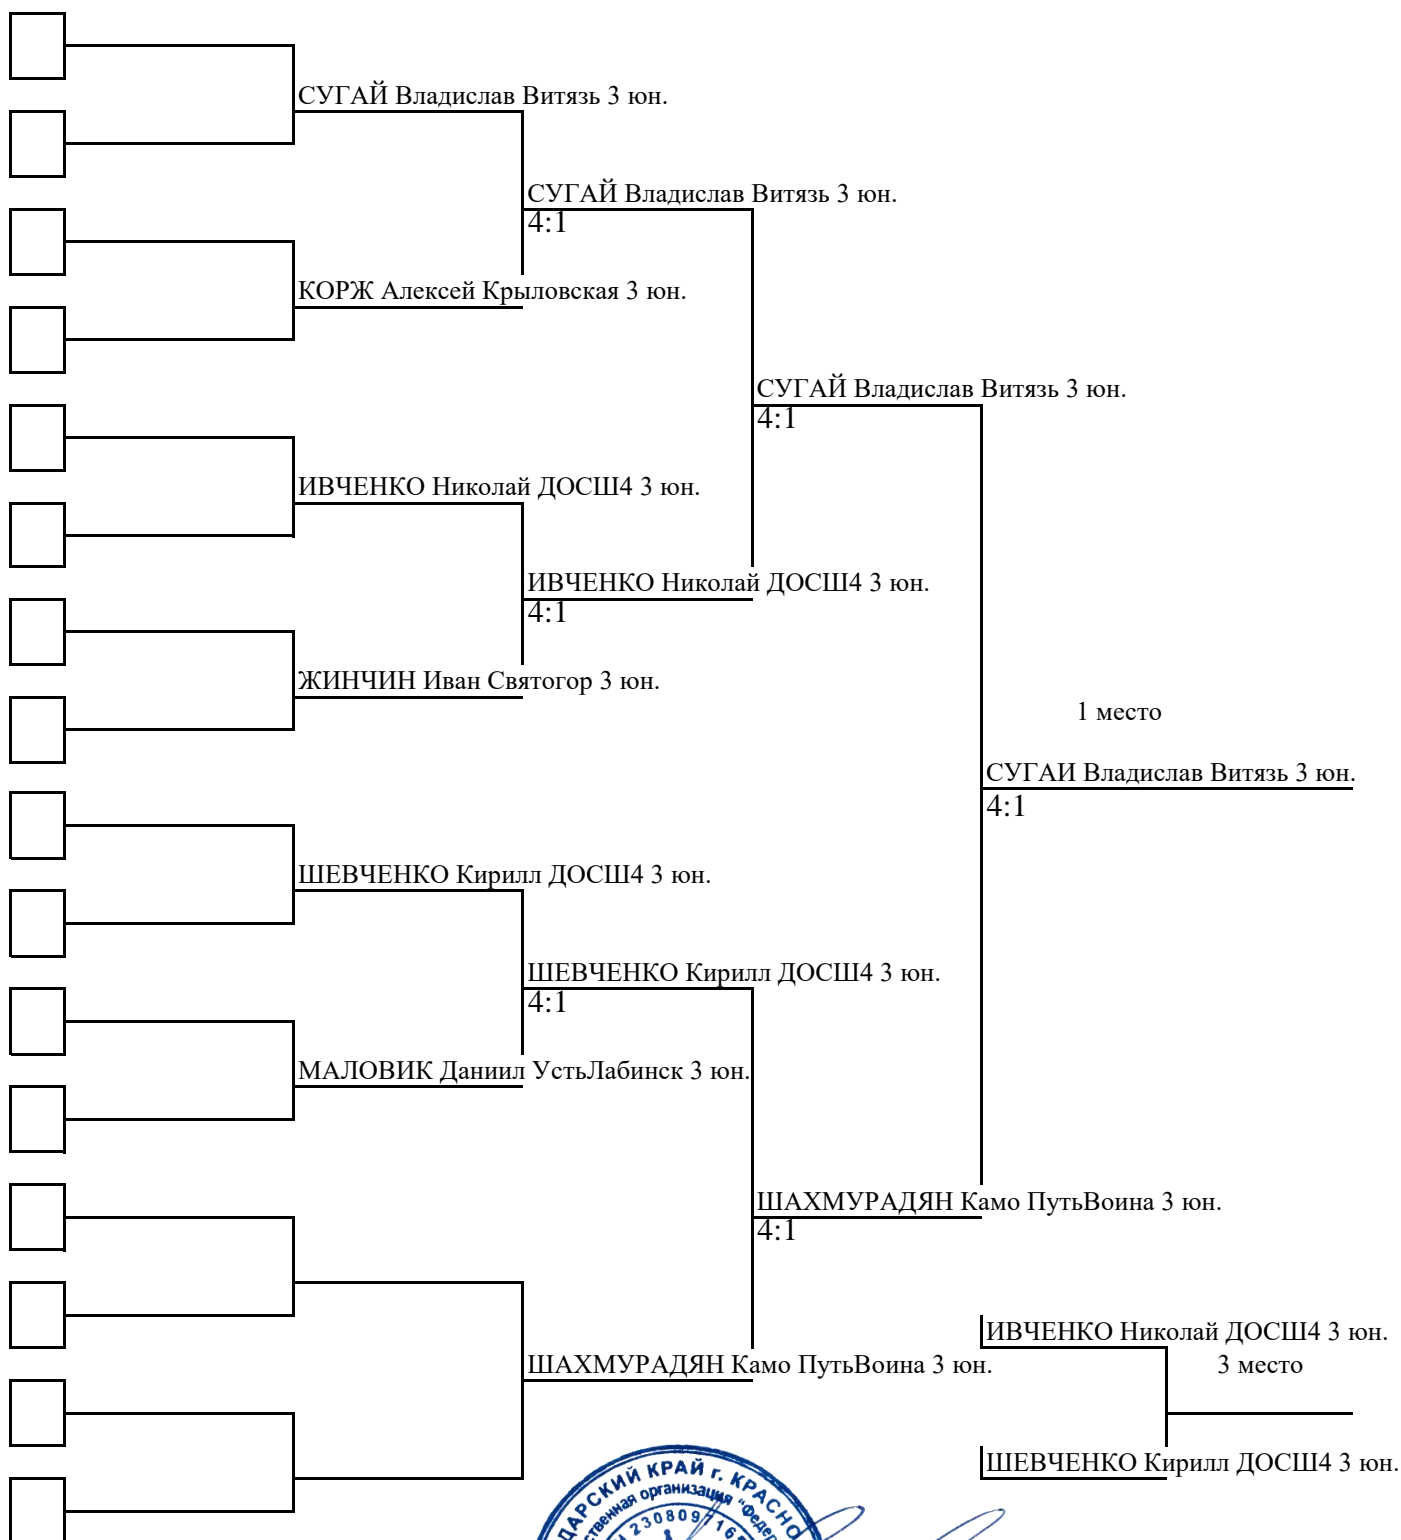 СУГАЙ Владислав Витязь 3 юн.
СУГАЙ Владислав Витязь 3 юн.
4:1
КОРЖ Алексей Крыловская 3 юн.
СУГАЙ Владислав Витязь 3 юн.
4:1
ИВЧЕНКО Николай ДОСШ4 3 юн.
ИВЧЕНКО Николай ДОСШ4 3 юн.
4:1
ЖИНЧИН Иван Святогор 3 юн.
1 место
СУГАИ Владислав Витязь 3 юн.
4:1
ШЕВЧЕНКО Кирилл ДОСШ4 3 юн.
ШЕВЧЕНКО Кирилл ДОСШ4 3 юн.
4:1
МАЛОВИК Даниил УстьЛабинск 3 юн.
ШАХМУРАДЯН Камо ПутьВоина 3 юн.
4:1
ИВЧЕНКО Николай ДОСШ4 3 юн.
ШАХМУРАДЯН Камо ПутьВоина 3 юн.
3 место
ШЕВЧЕНКО Кирилл ДОСШ4 3 юн.
КРАЙ г.
организация